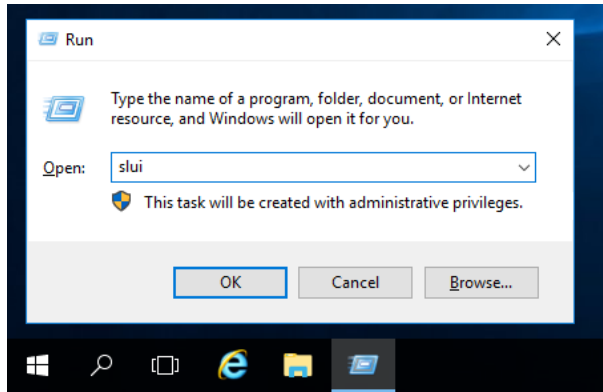 Run
Type the name of a program, folder, document, or Internet
resource, and Windows will open it for you.
Open: slui
This task will be created with administrative privileges.
OK Cancel Browse...